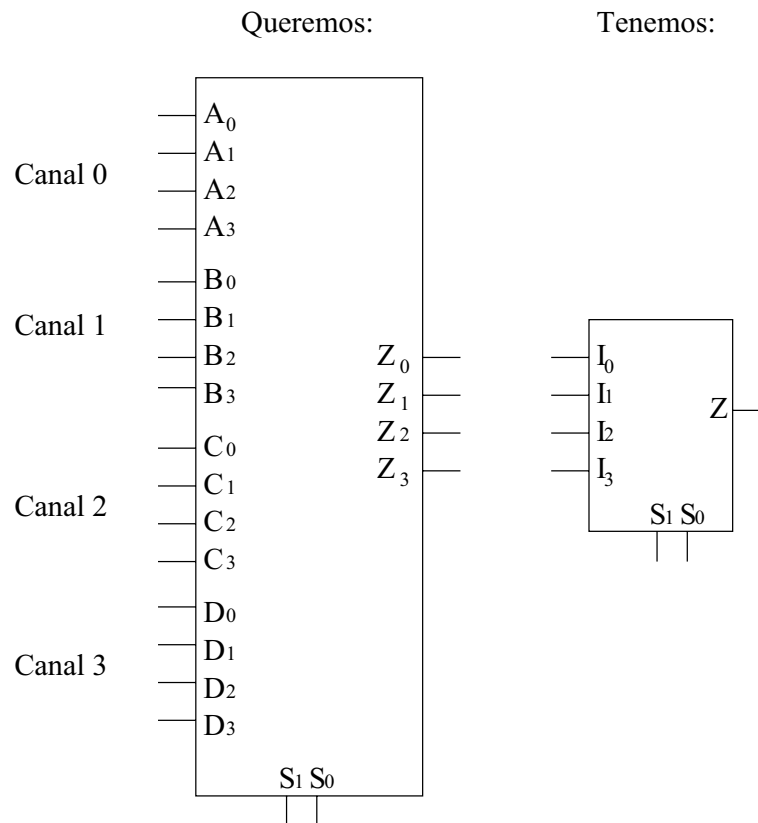 Queremos:
Tenemos:
Canal 0
A0
A1
A2
A3
Canal 1
B0
B1
B2
B3
Canal 2
C0
C1
C2
C3
Canal 3
D0
D1
D2
D3
Z0
Z1
Z2
Z3
S1 S0
I0
I1
I2
I3
Z
S1 S0